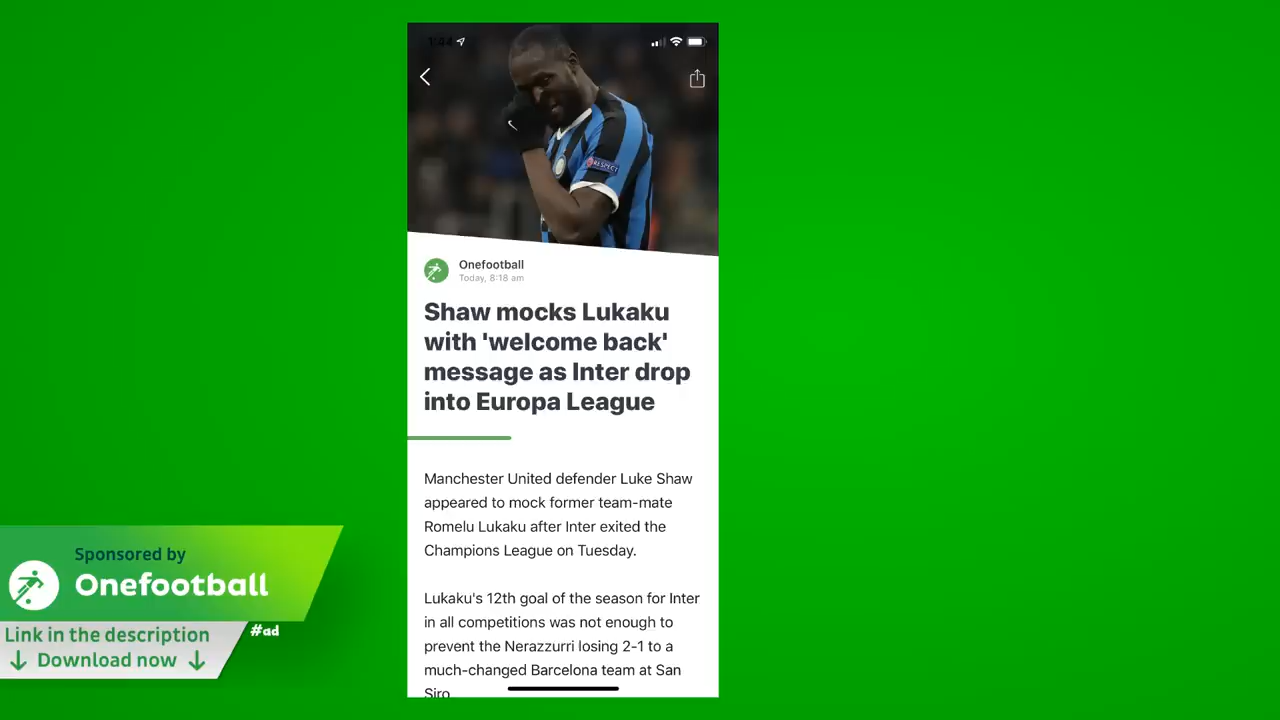 1:44
RESPECT
Onefootball
Today, 8:18 am
Shaw mocks Lukaku
with 'welcome back'
message as Inter drop
into Europa League
Manchester United defender Luke Shaw
appeared to mock former team-mate
Romelu Lukaku after Inter exited the
Champions League on Tuesday.
Lukaku's 12th goal of the season for Inter
in all competitions was not enough to
prevent the Nerazzurri losing 2-1 to a
much-changed Barcelona team at San
Siro.
Sponsored by
Onefootball
Link in the description
#ad
↓ Download now ↓